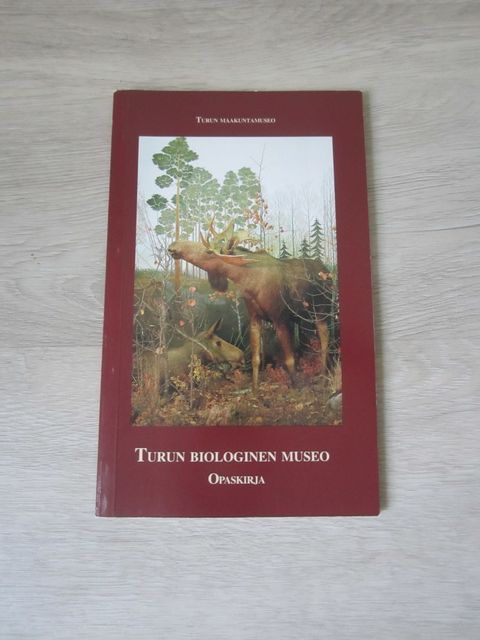 Turun maakuntamuseo
Turun biologinen museo
Opaskirja